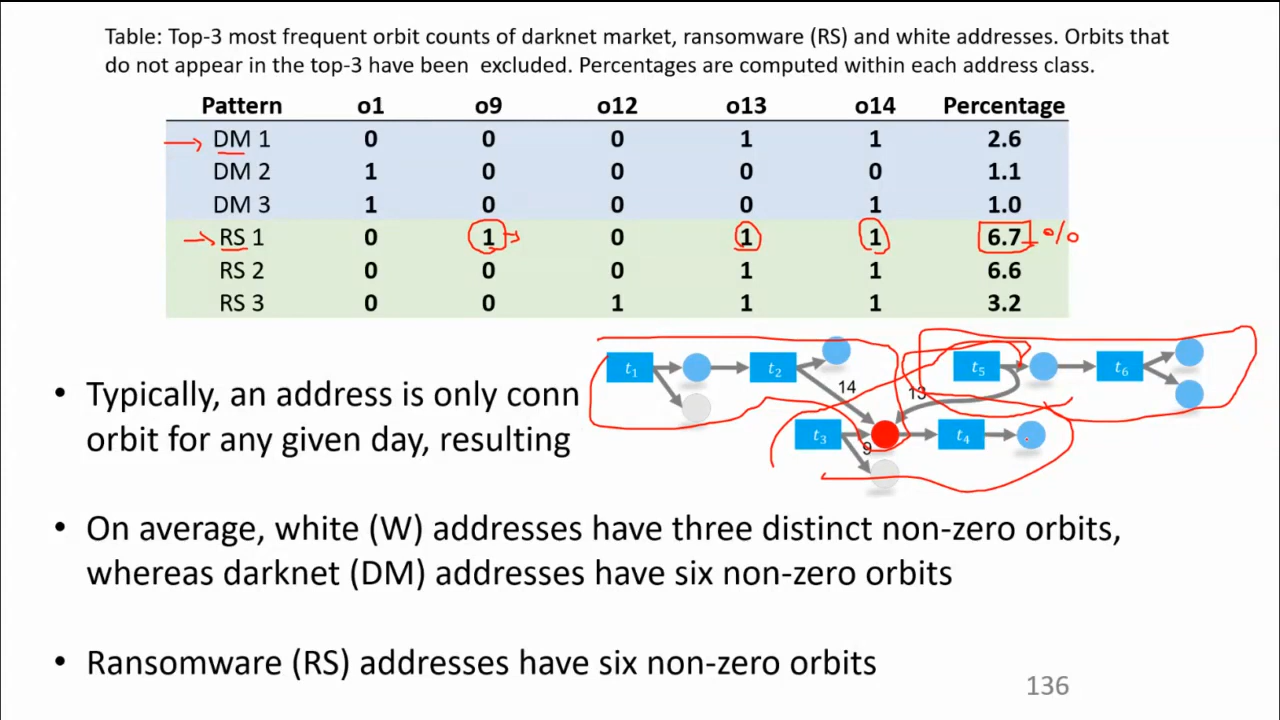 Table: Top-3 most frequent orbit counts of darknet market, ransomware (RS) and white addresses. Orbits that
do not appear in the top-3 have been excluded. Percentages are computed within each address class.
Pattern o1 o9 o12 o13 o14 Percentage
DM 1 0 0 0 1 1 2.6
DM 2 1 0 0 0 0 1.1
DM 3 1 0 0 0 1 1.0
RS 1 0 1 0 1 1 6.7 %
RS 2 0 0 0 1 1 6.6
RS 3 0 0 1 1 1 3.2
t1 t2 t5 t6
14 13
t3 t4
9
• Typically, an address is only conn
orbit for any given day, resulting
• On average, white (W) addresses have three distinct non-zero orbits,
whereas darknet (DM) addresses have six non-zero orbits
• Ransomware (RS) addresses have six non-zero orbits
136